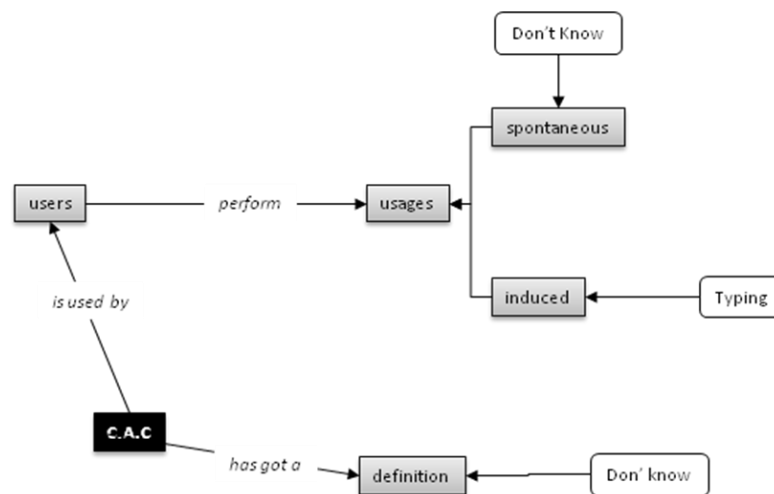 Don't Know
spontaneous
users
perform
usages
induced
Typing
is used by
C.A.C
has got a
definition
Don' know